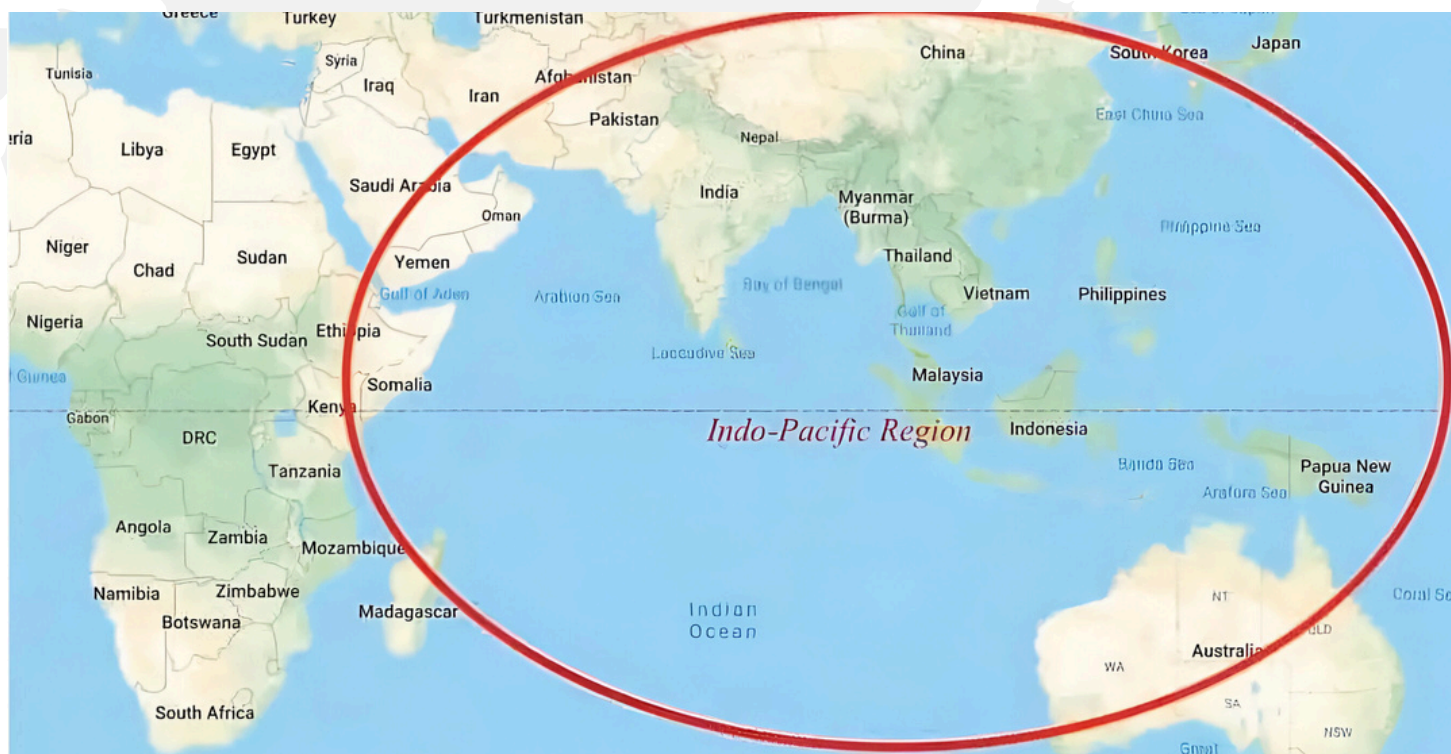 Greece
Turkey
Turkmenistan
South Korea
Japan
China
Tunisia
Syria
Iraq
Iran
Afghanistan
Pakistan
Nepal
East China Sea
eria
Libya
Egypt
Saudi Arabia
Oman
India
Myanmar
(Burma)
Philippine Sea
Niger
Chad
Sudan
Yemen
Thailand
Gulf of Aden
Arabian Sea
Bay of Bengal
Vietnam
Philippines
Nigeria
South Sudan
Ethiopia
Gulf of
Thailand
Laccadive Sea
f Guinea
Somalia
Malaysia
Gabon
Kenya
DRC
Indo-Pacific Region
Indonesia
Tanzania
Banda Sea
Arafura Sea
Papua New
Guinea
Angola
Zambia
Mozambique
Namibia
Zimbabwe
Botswana
Madagascar
Indian
Ocean
NT
Coral Se
QLD
Australia
WA
South Africa
SA
NSW
Great